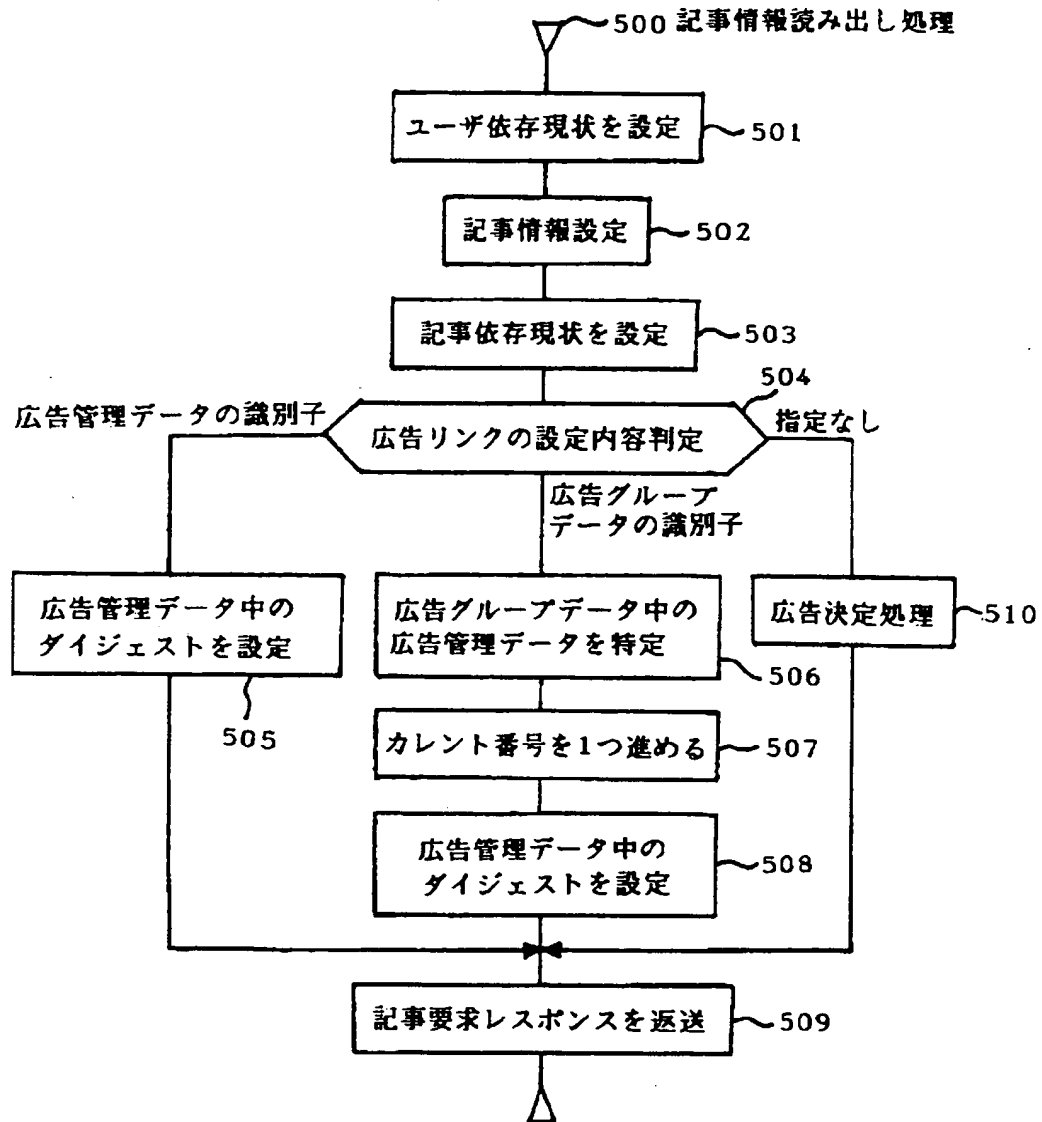 500 記事情報読み出し処理
ユーザ依存現状を設定
501
記事情報設定
502
記事依存現状を設定
503
504
広告管理データの識別子
広告リンクの設定内容判定
指定なし
広告グループ
データの識別子
広告管理データ中の
ダイジェストを設定
505
広告グループデータ中の
広告管理データを特定
506
広告決定処理
510
カレント番号を1つ進める
507
広告管理データ中の
ダイジェストを設定
508
記事要求レスポンスを返送
509